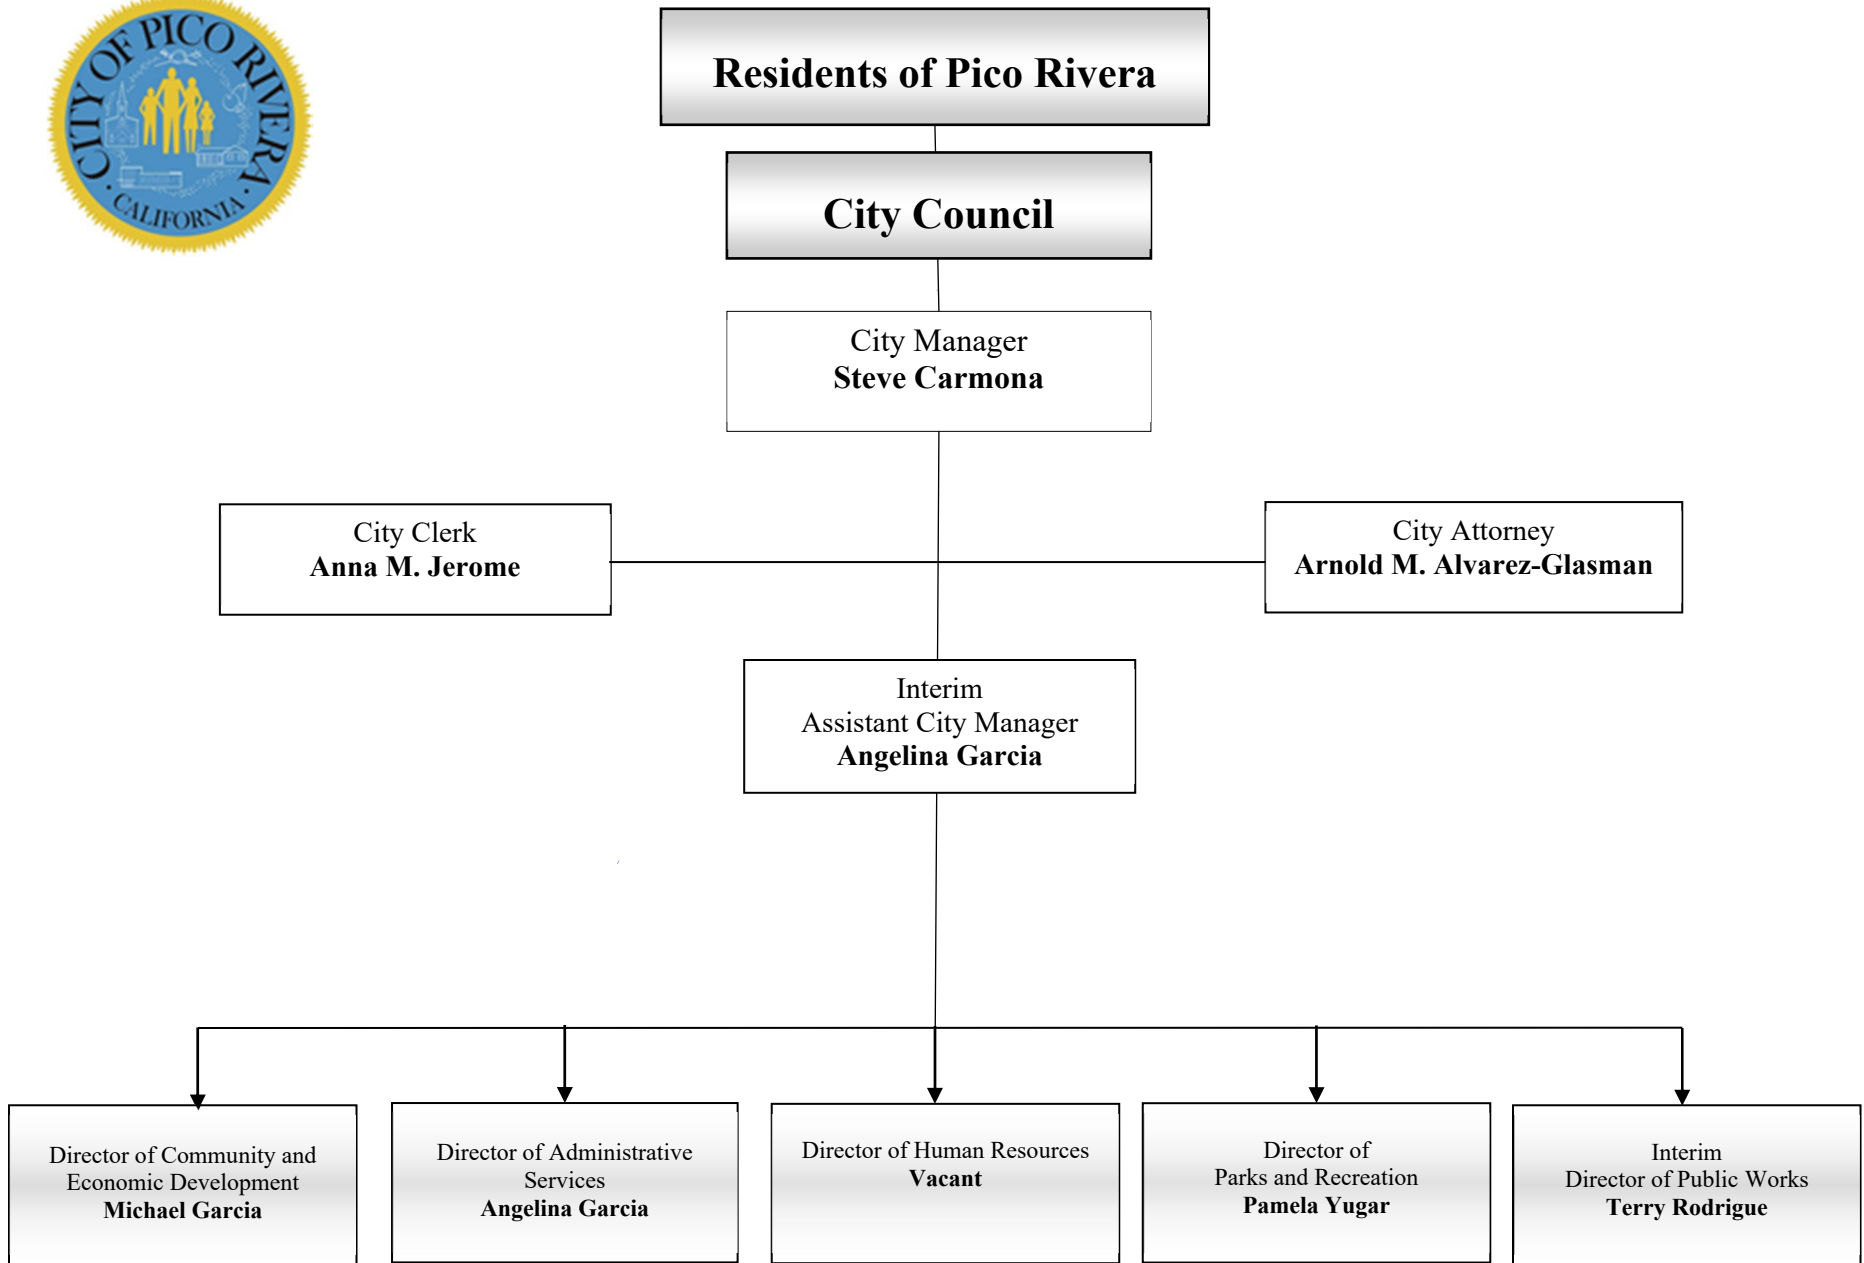 CITY OF PICO RIVERA
· CALIFORNIA ·
Residents of Pico Rivera
City Council
City Manager
Steve Carmona
City Clerk
Anna M. Jerome
City Attorney
Arnold M. Alvarez-Glasman
Interim
Assistant City Manager
Angelina Garcia
Director of Community and
Economic Development
Michael Garcia
Director of Administrative
Services
Angelina Garcia
Director of Human Resources
Vacant
Director of
Parks and Recreation
Pamela Yugar
Interim
Director of Public Works
Terry Rodrigue